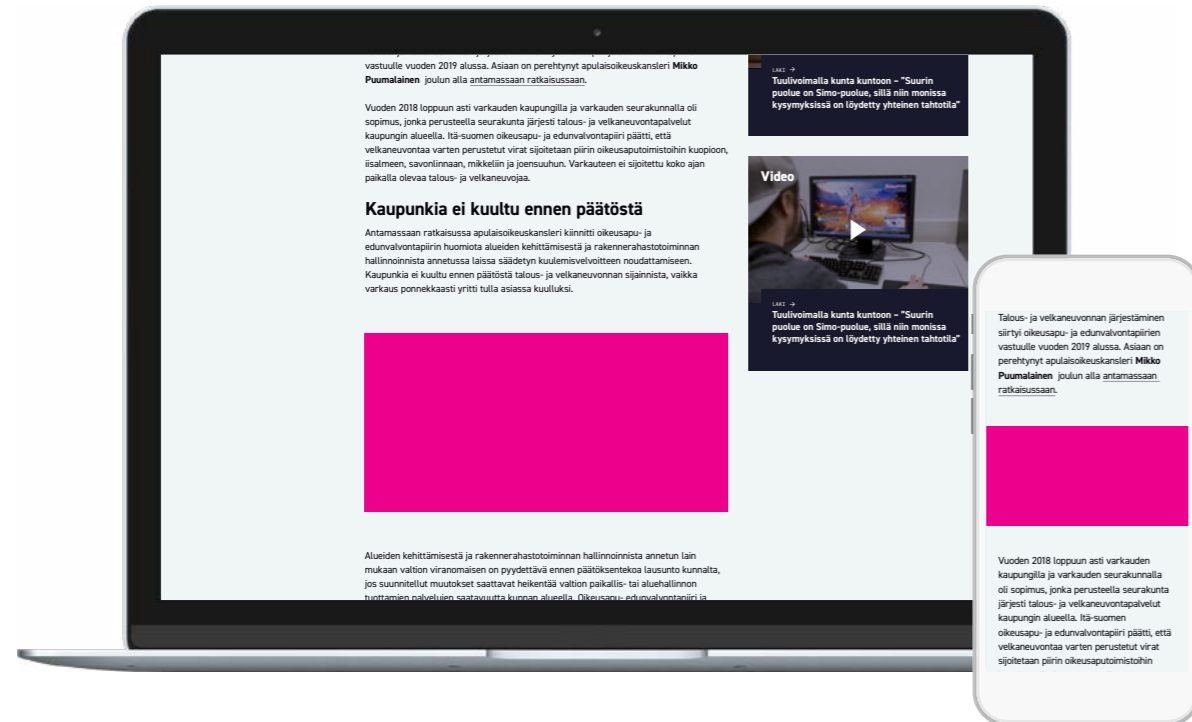 vastuulle vuoden 2019 alussa. Asiaan on perehtynyt apulaisoikeuskansleri Mikko
Puumalainen joulun alla antamassaan ratkaisussaan.
Vuoden 2018 loppuun asti varkauden kaupungilla ja varkauden seurakunnalla oli
sopimus, jonka perusteella seurakunta järjesti talous- ja velkaneuvontapalvelut
kaupungin alueella. Itä-suomen oikeusapu- ja edunvalvontapiiri päätti, että
velkaneuvontaa varten perustetut virat sijoitetaan piirin oikeusaputoimistoihin kuopioon,
iisalmeen, savonlinnaan, mikkeliin ja joensuuhun. Varkauteen ei sijoitettu koko ajan
paikalla olevaa talous- ja velkaneuvojaa.
Kaupunkia ei kuultu ennen päätöstä
Antamassaan ratkaisussa apulaisoikeuskansleri kiinnitti oikeusapu- ja
edunvalvontapiirin huomiota alueiden kehittämisestä ja rakennerahastotoiminnan
hallinnoinnista annetussa laissa säädetyn kuulemisvelvoitteen noudattamiseen.
Kaupunkia ei kuultu ennen päätöstä talous- ja velkaneuvonnan sijainnista, vaikka
varkaus ponnekkaasti yritti tulla asiassa kuulluksi.
Alueiden kehittämisestä ja rakennerahastotoiminnan hallinnoinnista annetun lain
mukaan valtion viranomaisen on pyydettävä ennen päätöksentekoa lausunto kunnalta,
jos suunnitellut muutokset saattavat heikentää valtion paikallis- tai aluehallinnon
tuottamien palvelujen saatavuutta kunnan alueella. Oikeusapu- edunvalvontapiiri ja
LAKI →
Tuulivoimalla kunta kuntoon – ”Suurin
puolue on Simo-puolue, sillä niin monissa
kysymyksissä on löydetty yhteinen tahtotila”
Video
LAKI →
Tuulivoimalla kunta kuntoon – ”Suurin
puolue on Simo-puolue, sillä niin monissa
kysymyksissä on löydetty yhteinen tahtotila”
Talous- ja velkaneuvonnan järjestäminen
siirtyi oikeusapu- ja edunvalvontapiirien
vastuulle vuoden 2019 alussa. Asiaan on
perehtynyt apulaisoikeuskansleri Mikko
Puumalainen joulun alla antamassaan
ratkaisussaan.
Vuoden 2018 loppuun asti varkauden
kaupungilla ja varkauden seurakunnalla
oli sopimus, jonka perusteella seurakunta
järjesti talous- ja velkaneuvontapalvelut
kaupungin alueella. Itä-suomen
oikeusapu- ja edunvalvontapiiri päätti, että
velkaneuvontaa varten perustetut virat
sijoitetaan piirin oikeusaputoimistoihin